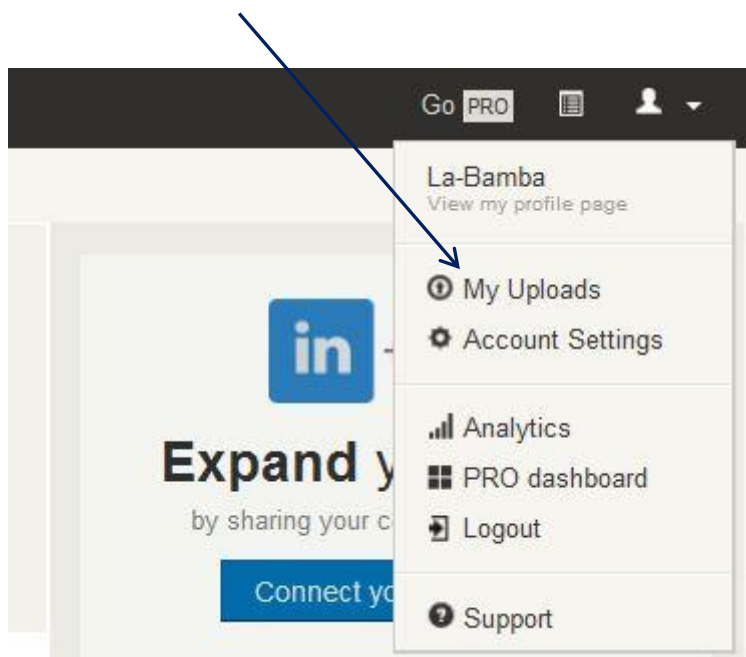 Go PRO
La-Bamba
View my profile page
My Uploads
Account Settings
Analytics
PRO dashboard
Logout
Support
in
Expand
by sharing your
Connect